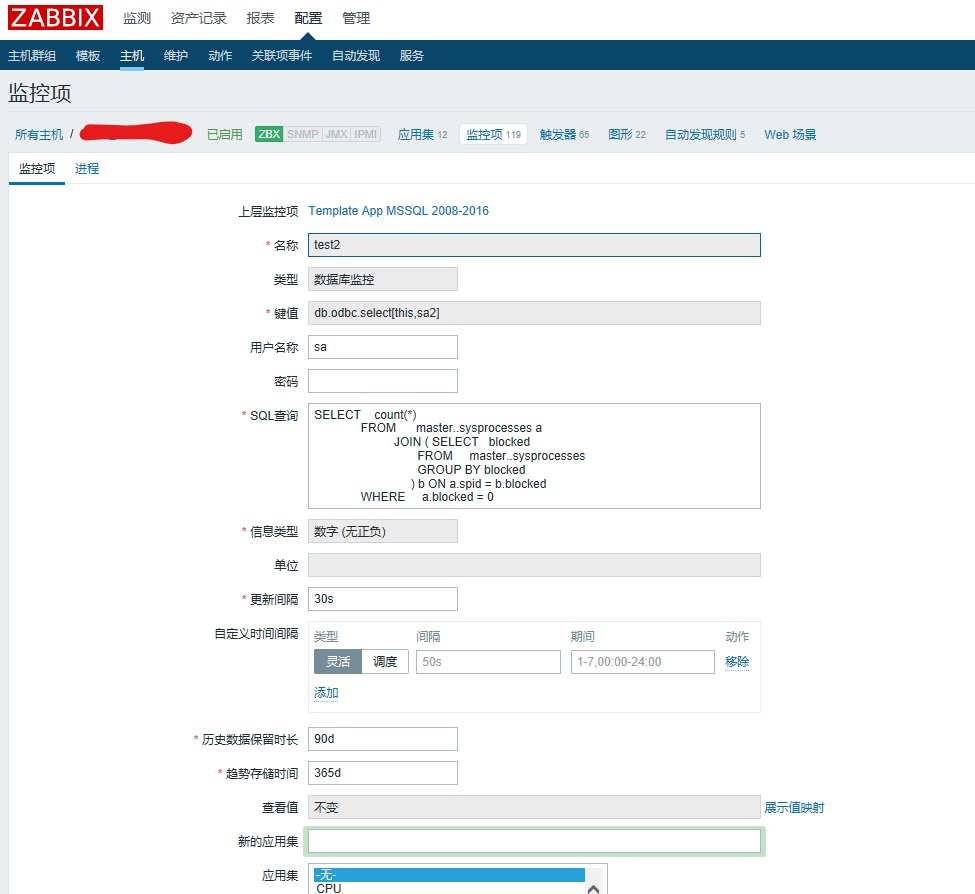 ZABBIX 监测 资产记录 报表 配置 管理
主机群组 模板 主机 维护 动作 关联项事件 自动发现 服务
监控项
所有主机 / 已启用 ZBX SNMP JMX IPMI 应用集 12 监控项 119 触发器 65 图形 22 自动发现规则 5 Web 场景
监控项 进程
上层监控项 Template App MSSQL 2008-2016
* 名称 test2
类型 数据库监控
* 键值 db.odbc.select[this,sa2]
用户名称 sa
密码
* SQL查询 SELECT count(*)
FROM master..sysprocesses a
JOIN ( SELECT blocked
FROM master..sysprocesses
GROUP BY blocked
) b ON a.spid = b.blocked
WHERE a.blocked = 0
* 信息类型 数字 (无正负)
单位
* 更新间隔 30s
自定义时间间隔 类型 间隔 期间 动作
灵活 调度 50s 1-7,00:00-24:00 移除
添加
* 历史数据保留时长 90d
* 趋势存储时间 365d
查看值 不变 展示值映射
新的应用集
应用集 -无-
CPU